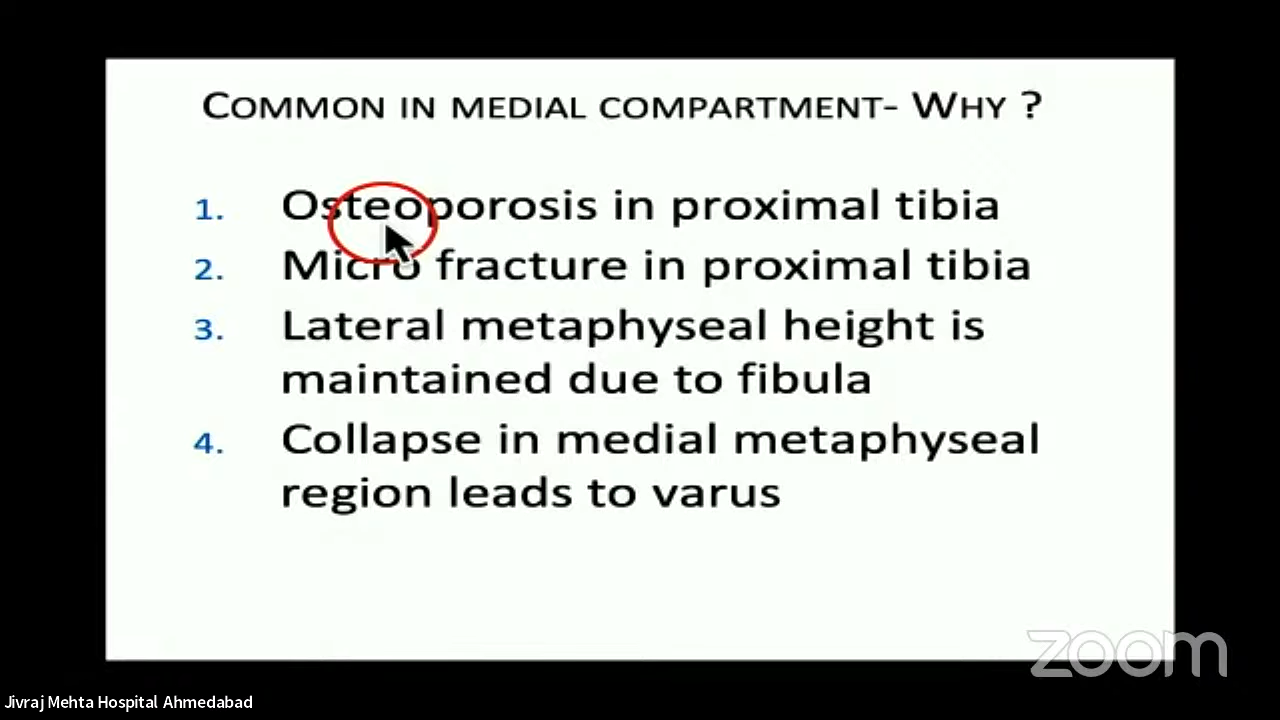 COMMON IN MEDIAL COMPARTMENT- WHY ?
1. Osteoporosis in proximal tibia
2. Micro fracture in proximal tibia
3. Lateral metaphyseal height is
maintained due to fibula
4. Collapse in medial metaphyseal
region leads to varus
zoom
Jivraj Mehta Hospital Ahmedabad